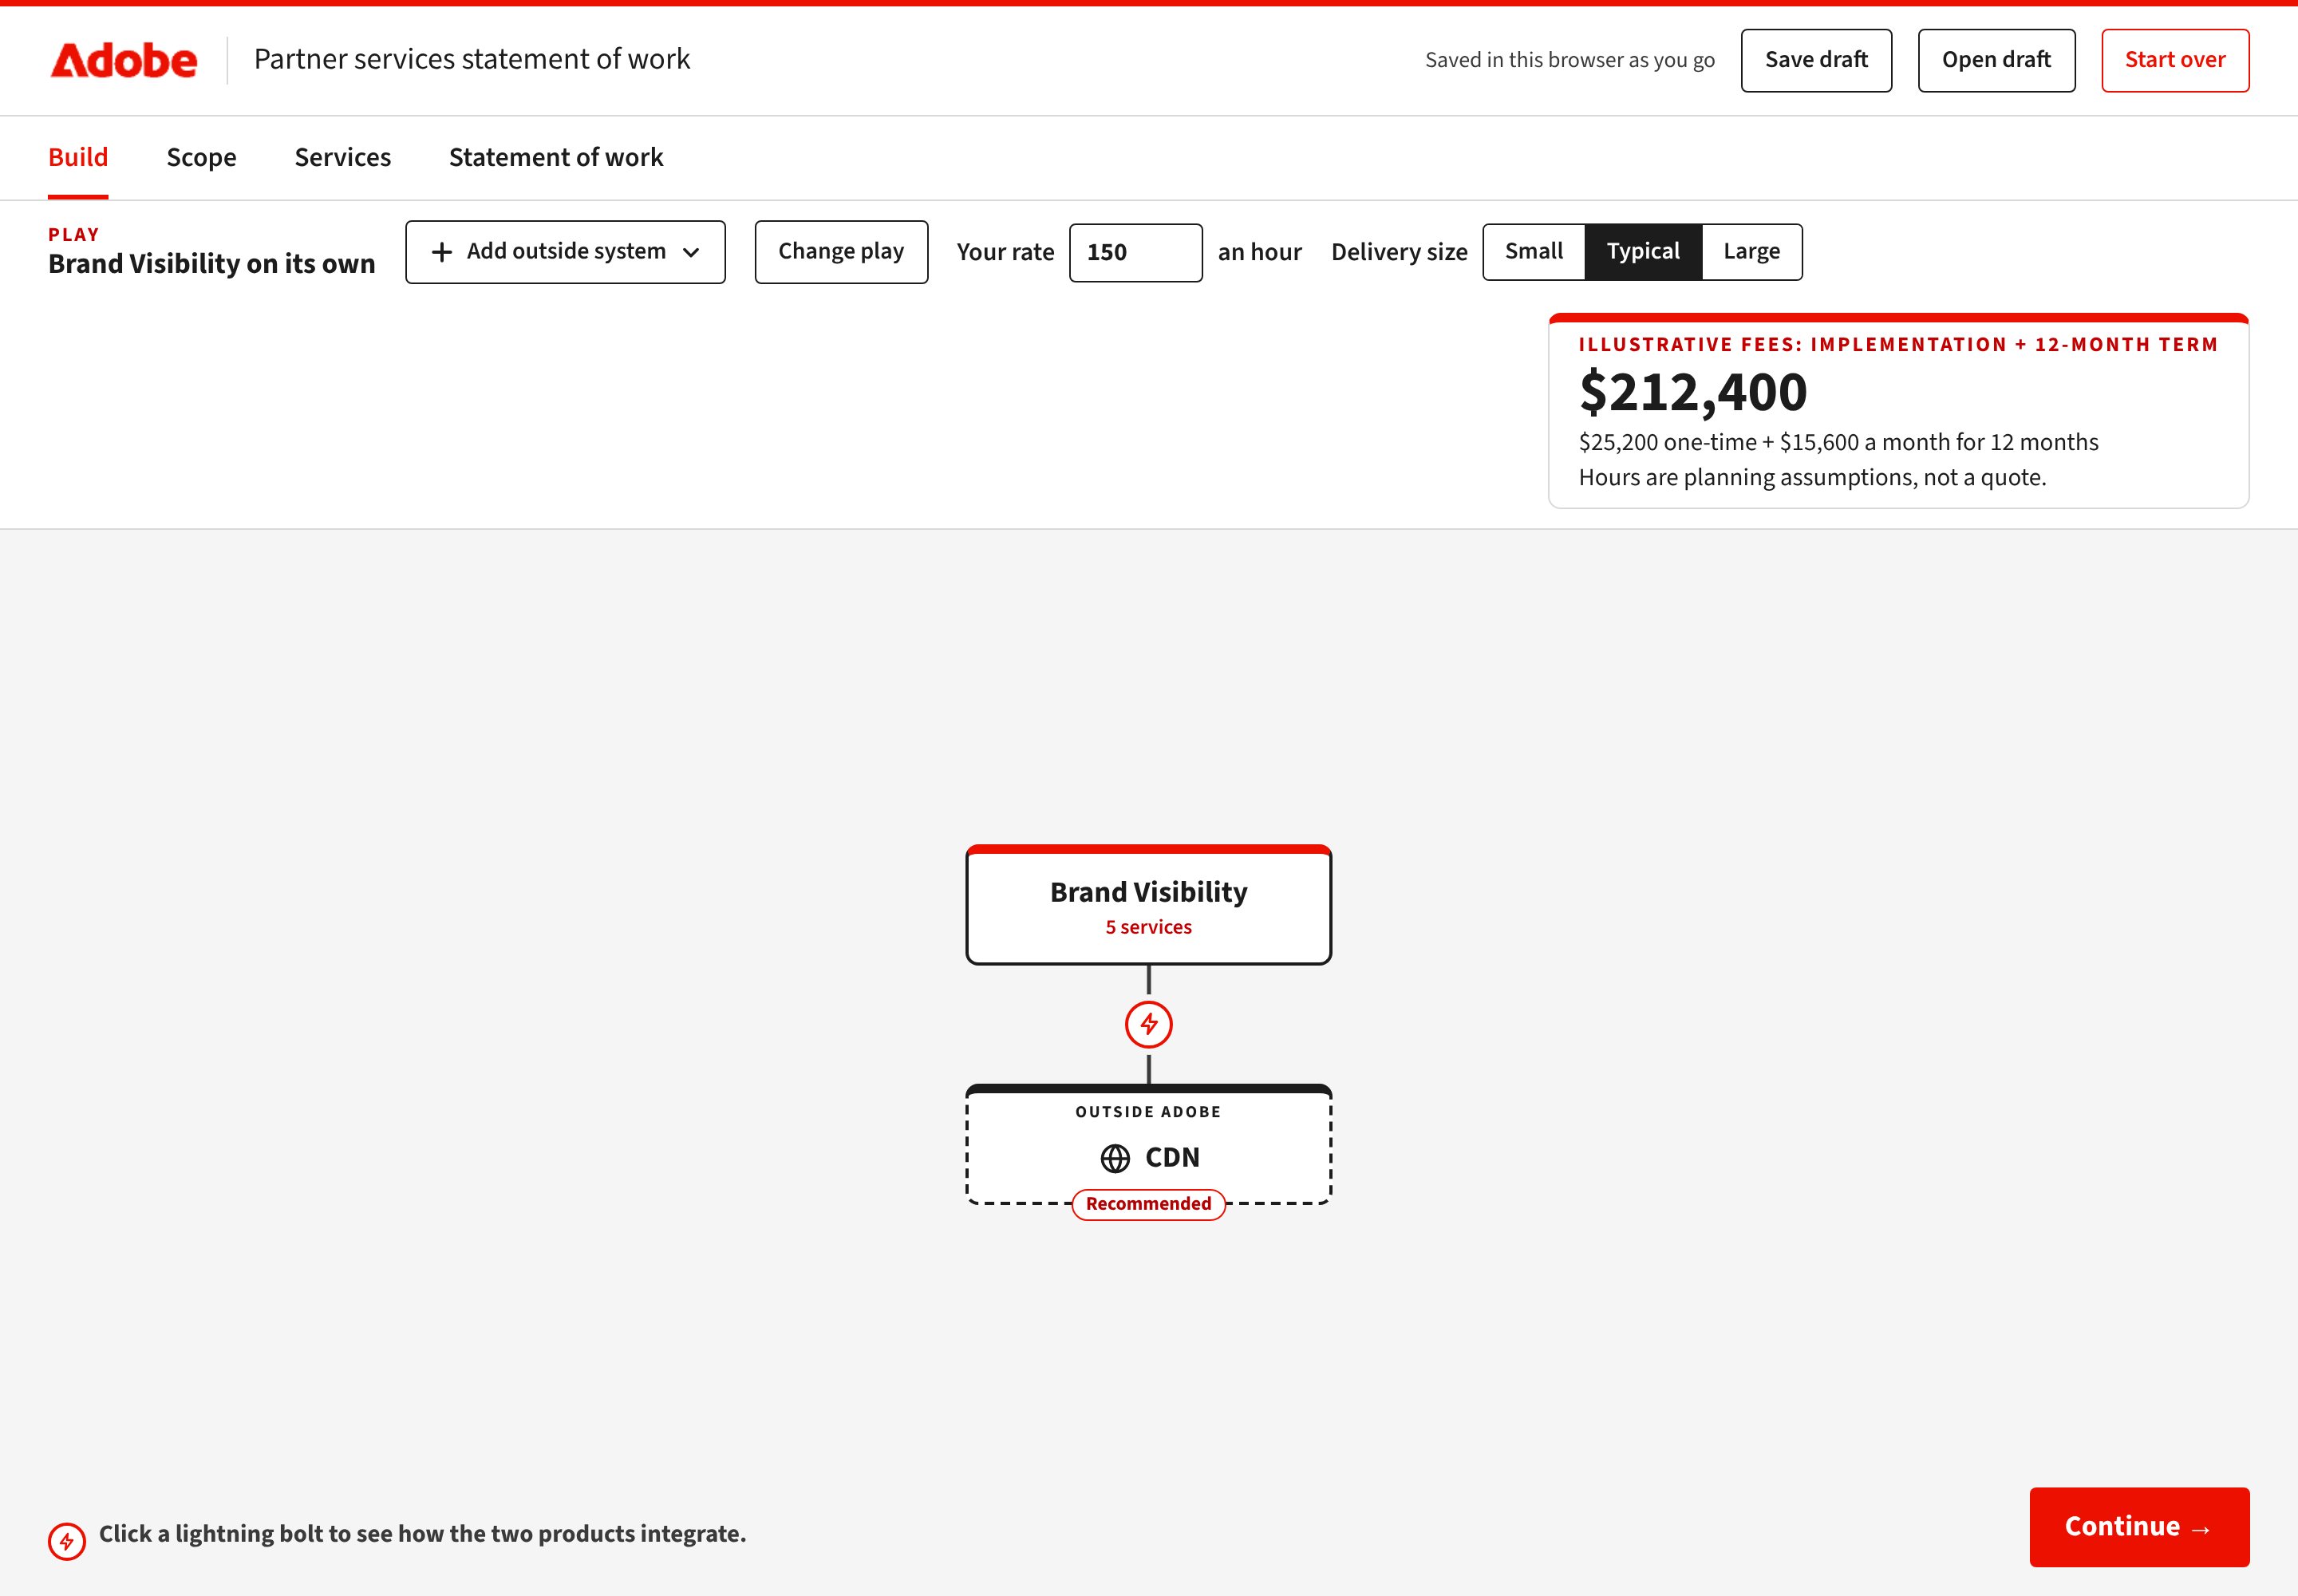 Adobe
Partner services statement of work
Saved in this browser as you go
Save draft
Open draft
Start over
Build
Scope
Services
Statement of work
PLAY
Brand Visibility on its own
Add outside system
Change play
Your rate
150
an hour
Delivery size
Small
Typical
Large
ILLUSTRATIVE FEES: IMPLEMENTATION + 12-MONTH TERM
$212,400
$25,200 one-time + $15,600 a month for 12 months
Hours are planning assumptions, not a quote.
Brand Visibility
5 services
OUTSIDE ADOBE
CDN
Recommended
Click a lightning bolt to see how the two products integrate.
Continue →